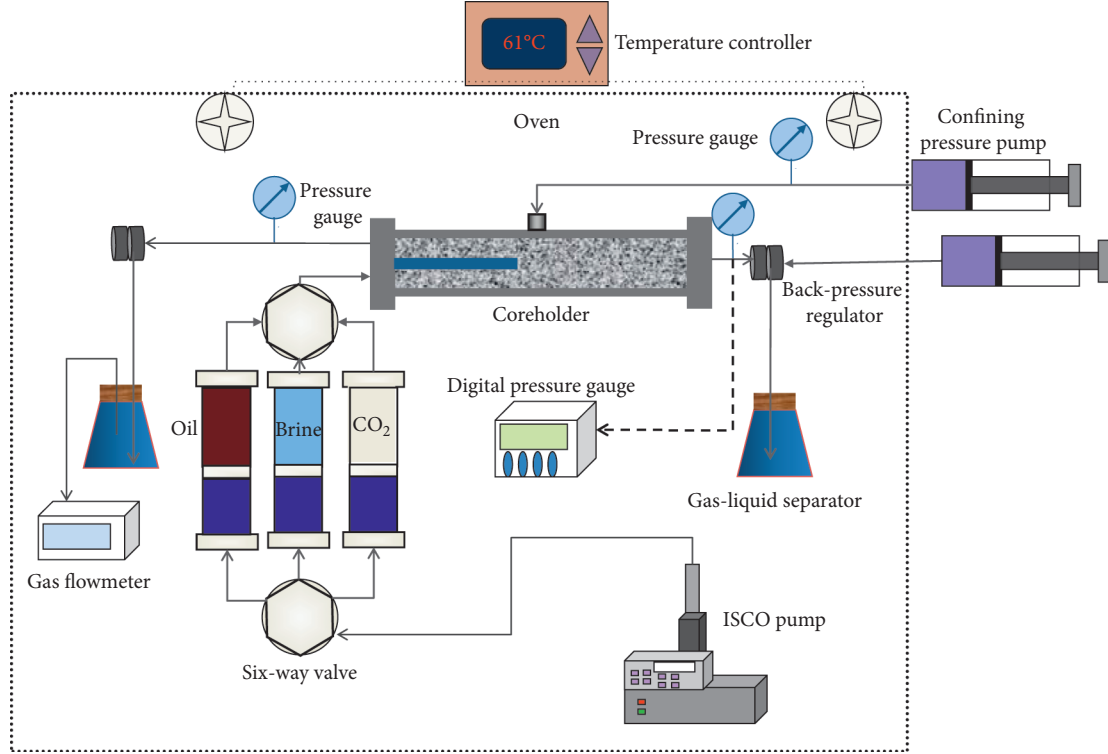 61°C
Temperature controller
Oven
Pressure gauge
Confining
pressure pump
Pressure
gauge
Coreholder
Back-pressure
regulator
Digital pressure gauge
Oil
Brine
CO₂
Gas-liquid separator
Gas flowmeter
ISCO pump
Six-way valve